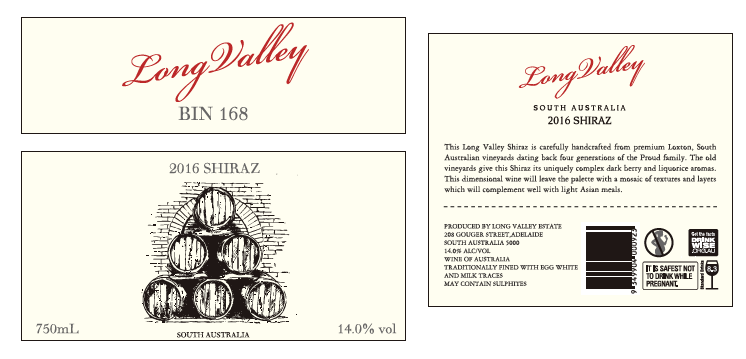 Long Valley
BIN 168
2016 SHIRAZ
750mL
SOUTH AUSTRALIA
14.0% vol
Long Valley
SOUTH AUSTRALIA
2016 SHIRAZ
This Long Valley Shiraz is carefully handcrafted from premium Loxton, South
Australian vineyards dating back four generations of the Proud family. The old
vineyards give this Shiraz its uniquely complex dark berry and liquorice aromas.
This dimensional wine will leave the palette with a mosaic of textures and layers
which will complement well with light Asian meals.
PRODUCED BY LONG VALLEY ESTATE
208 GOUGER STREET,ADELAIDE
SOUTH AUSTRALIA 5000
14.0% ALC/VOL
WINE OF AUSTRALIA
TRADITIONALLY FINED WITH EGG WHITE
AND MILK TRACES
MAY CONTAIN SULPHITES
Get the facts
DRINK
WISE
.ORG.AU
IT IS SAFEST NOT
TO DRINK WHILE
PREGNANT.